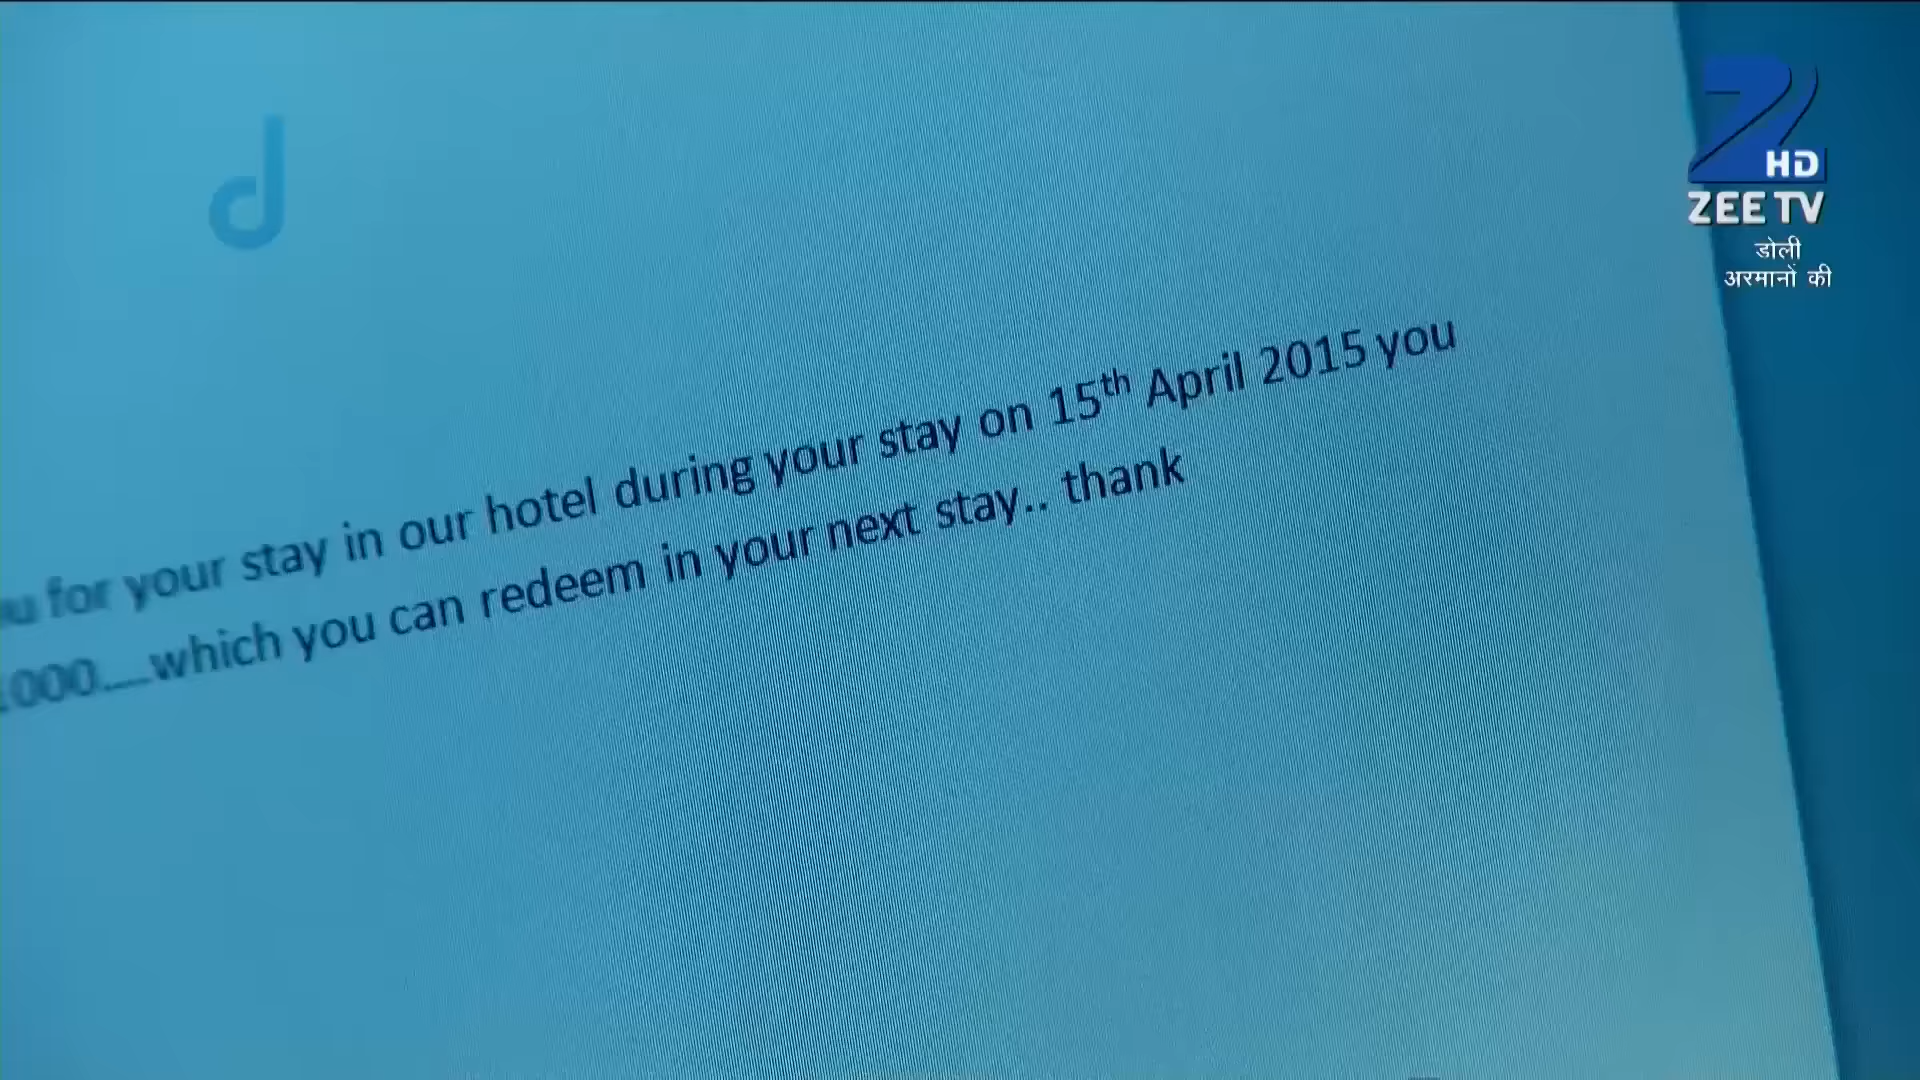 d
HD
ZEE TV
डोली
अरमानों की
for your stay in our hotel during your stay on 15th April 2015 you
000....which you can redeem in your next stay.. thank